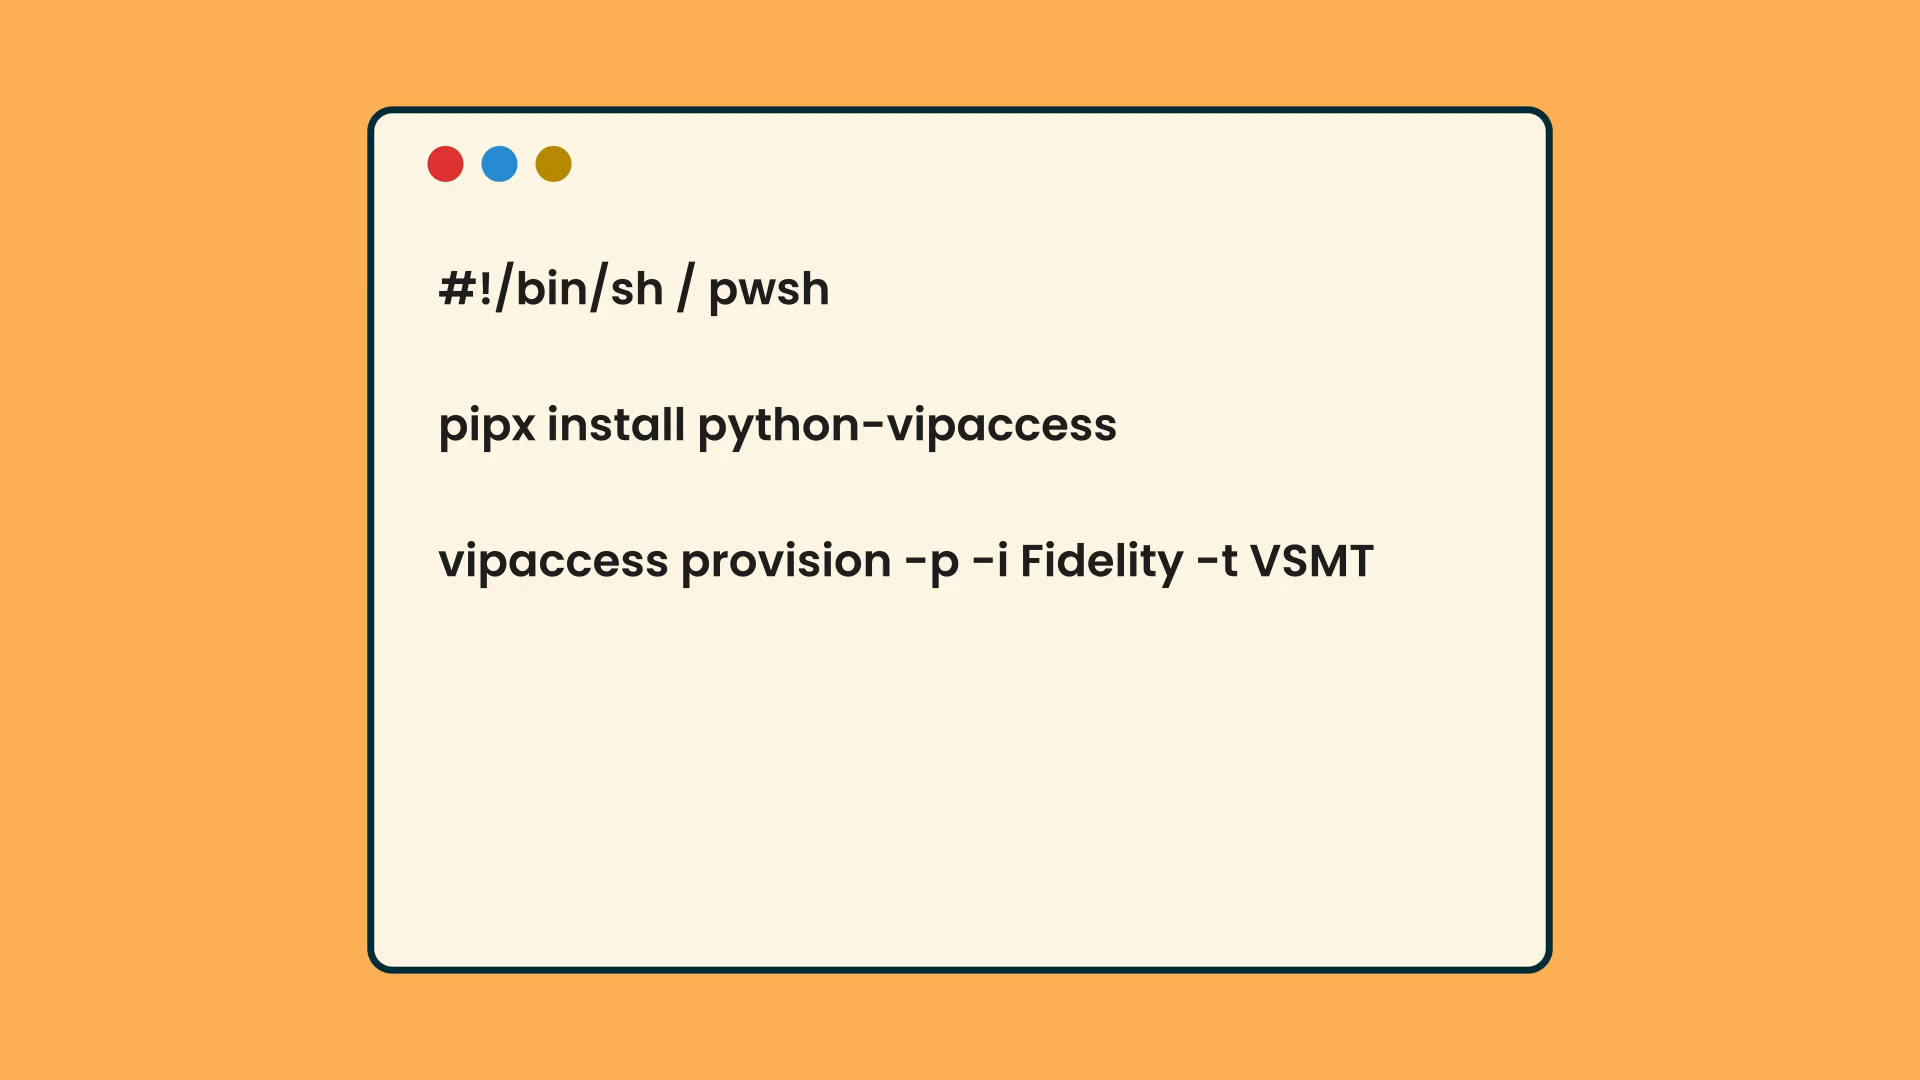 #!/bin/sh / pwsh
pipx install python-vipaccess
vipaccess provision -p -i Fidelity -t VSMT